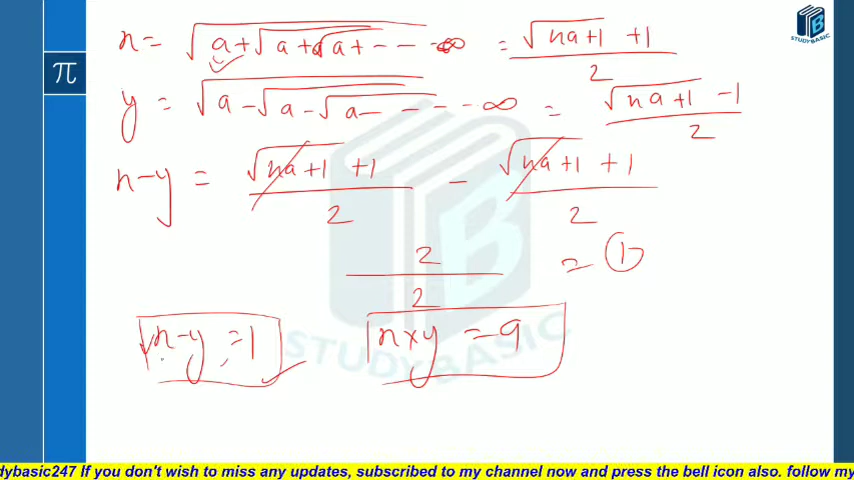 x = √a + √a + √a + - - - ∞ = √4a+1 + 1 / 2
π
y = √a - √a - √a - - - - - ∞ = √4a+1 - 1 / 2
x - y = √4a+1 + 1 / 2 - √4a+1 + 1 / 2
2 / 2 = 1
x - y = 1 x × y = a
STUDYBASIC
STUDY BASIC
dybasic247 If you don't wish to miss any updates, subscribed to my channel now and press the bell icon also. follow my